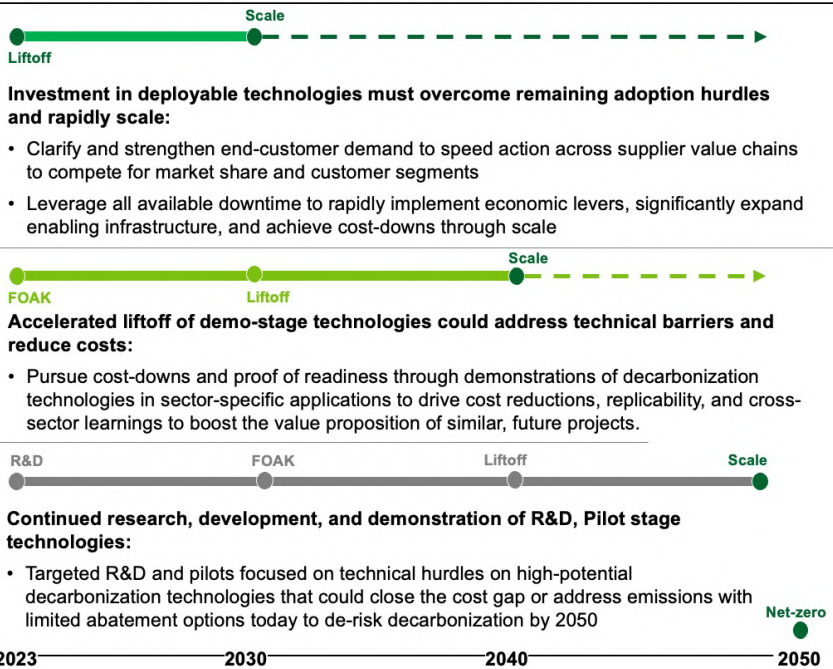 Scale
Liftoff
Investment in deployable technologies must overcome remaining adoption hurdles
and rapidly scale:
• Clarify and strengthen end-customer demand to speed action across supplier value chains
to compete for market share and customer segments
• Leverage all available downtime to rapidly implement economic levers, significantly expand
enabling infrastructure, and achieve cost-downs through scale
Scale
FOAK Liftoff
Accelerated liftoff of demo-stage technologies could address technical barriers and
reduce costs:
• Pursue cost-downs and proof of readiness through demonstrations of decarbonization
technologies in sector-specific applications to drive cost reductions, replicability, and cross-
sector learnings to boost the value proposition of similar, future projects.
R&D FOAK Liftoff Scale
Continued research, development, and demonstration of R&D, Pilot stage
technologies:
• Targeted R&D and pilots focused on technical hurdles on high-potential
decarbonization technologies that could close the cost gap or address emissions with
limited abatement options today to de-risk decarbonization by 2050
Net-zero
2023 2030 2040 2050